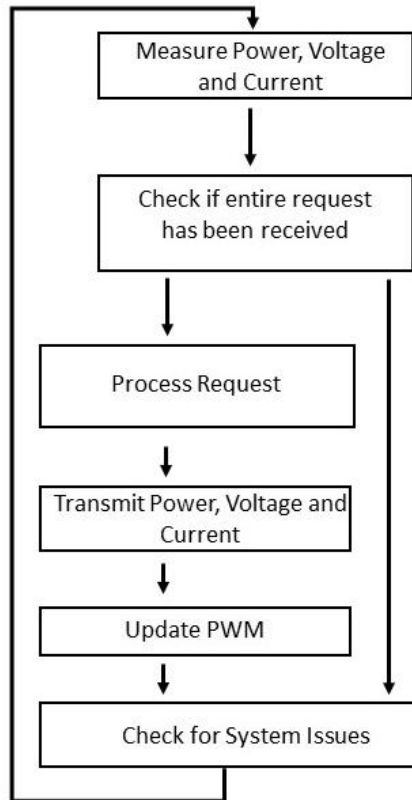 Measure Power, Voltage
and Current
Check if entire request
has been received
Process Request
Transmit Power, Voltage and
Current
Update PWM
Check for System Issues